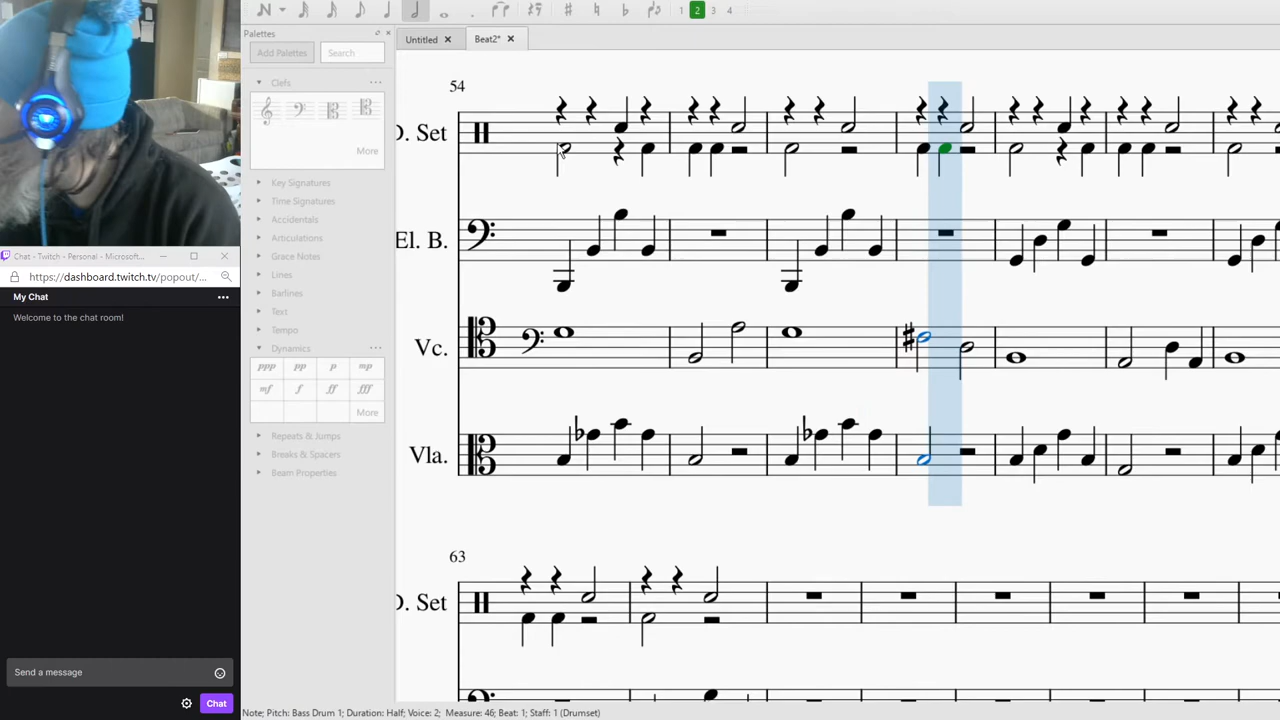 1 2 3 4
Palettes
Untitled
Beat2*
Add Palettes
Search
Clefs
More
Key Signatures
Time Signatures
Accidentals
Articulations
Grace Notes
Lines
Barlines
Text
Tempo
Dynamics
ppp pp p mp
mf f ff fff
More
Repeats & Jumps
Breaks & Spacers
Beam Properties
54
D. Set
El. B.
Vc.
Vla.
63
D. Set
Note; Pitch: Bass Drum 1; Duration: Half; Voice: 2; Measure: 46; Beat: 1; Staff: 1 (Drumset)
Chat - Twitch - Personal - Microsoft...
https://dashboard.twitch.tv/popout/...
My Chat
Welcome to the chat room!
Send a message
Chat